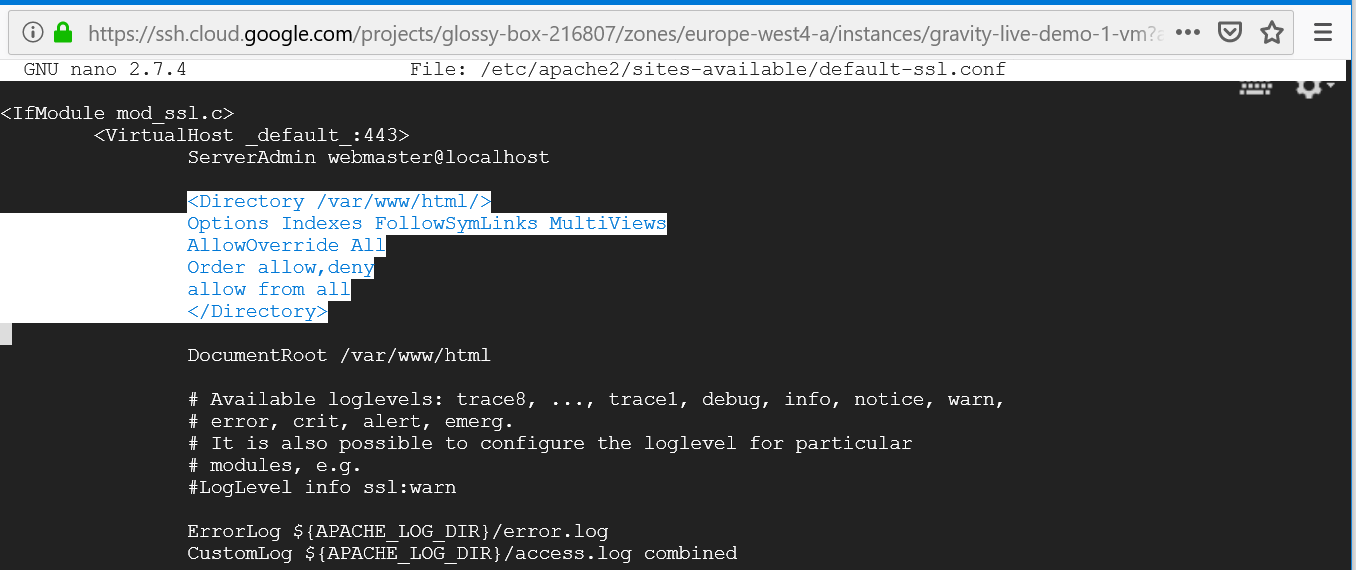 https://ssh.cloud.google.com/projects/glossy-box-216807/zones/europe-west4-a/instances/gravity-live-demo-1-vm?a
GNU nano 2.7.4 File: /etc/apache2/sites-available/default-ssl.conf
<IfModule mod_ssl.c>
<VirtualHost _default_:443>
ServerAdmin webmaster@localhost
<Directory /var/www/html/>
Options Indexes FollowSymLinks MultiViews
AllowOverride All
Order allow,deny
allow from all
</Directory>
DocumentRoot /var/www/html
# Available loglevels: trace8, ..., trace1, debug, info, notice, warn,
# error, crit, alert, emerg.
# It is also possible to configure the loglevel for particular
# modules, e.g.
#LogLevel info ssl:warn
ErrorLog ${APACHE_LOG_DIR}/error.log
CustomLog ${APACHE_LOG_DIR}/access.log combined